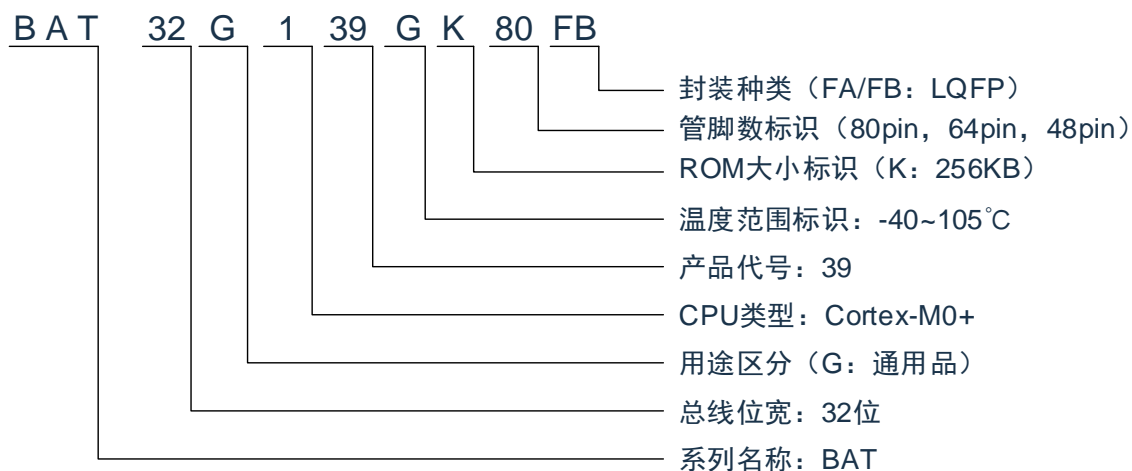 BAT 32 G 1 39 G K 80 FB
封装种类（FA/FB：LQFP）
管脚数标识（80pin，64pin，48pin）
ROM大小标识（K：256KB）
温度范围标识：-40~105℃
产品代号：39
CPU类型：Cortex-M0+
用途区分（G：通用品）
总线位宽：32位
系列名称：BAT